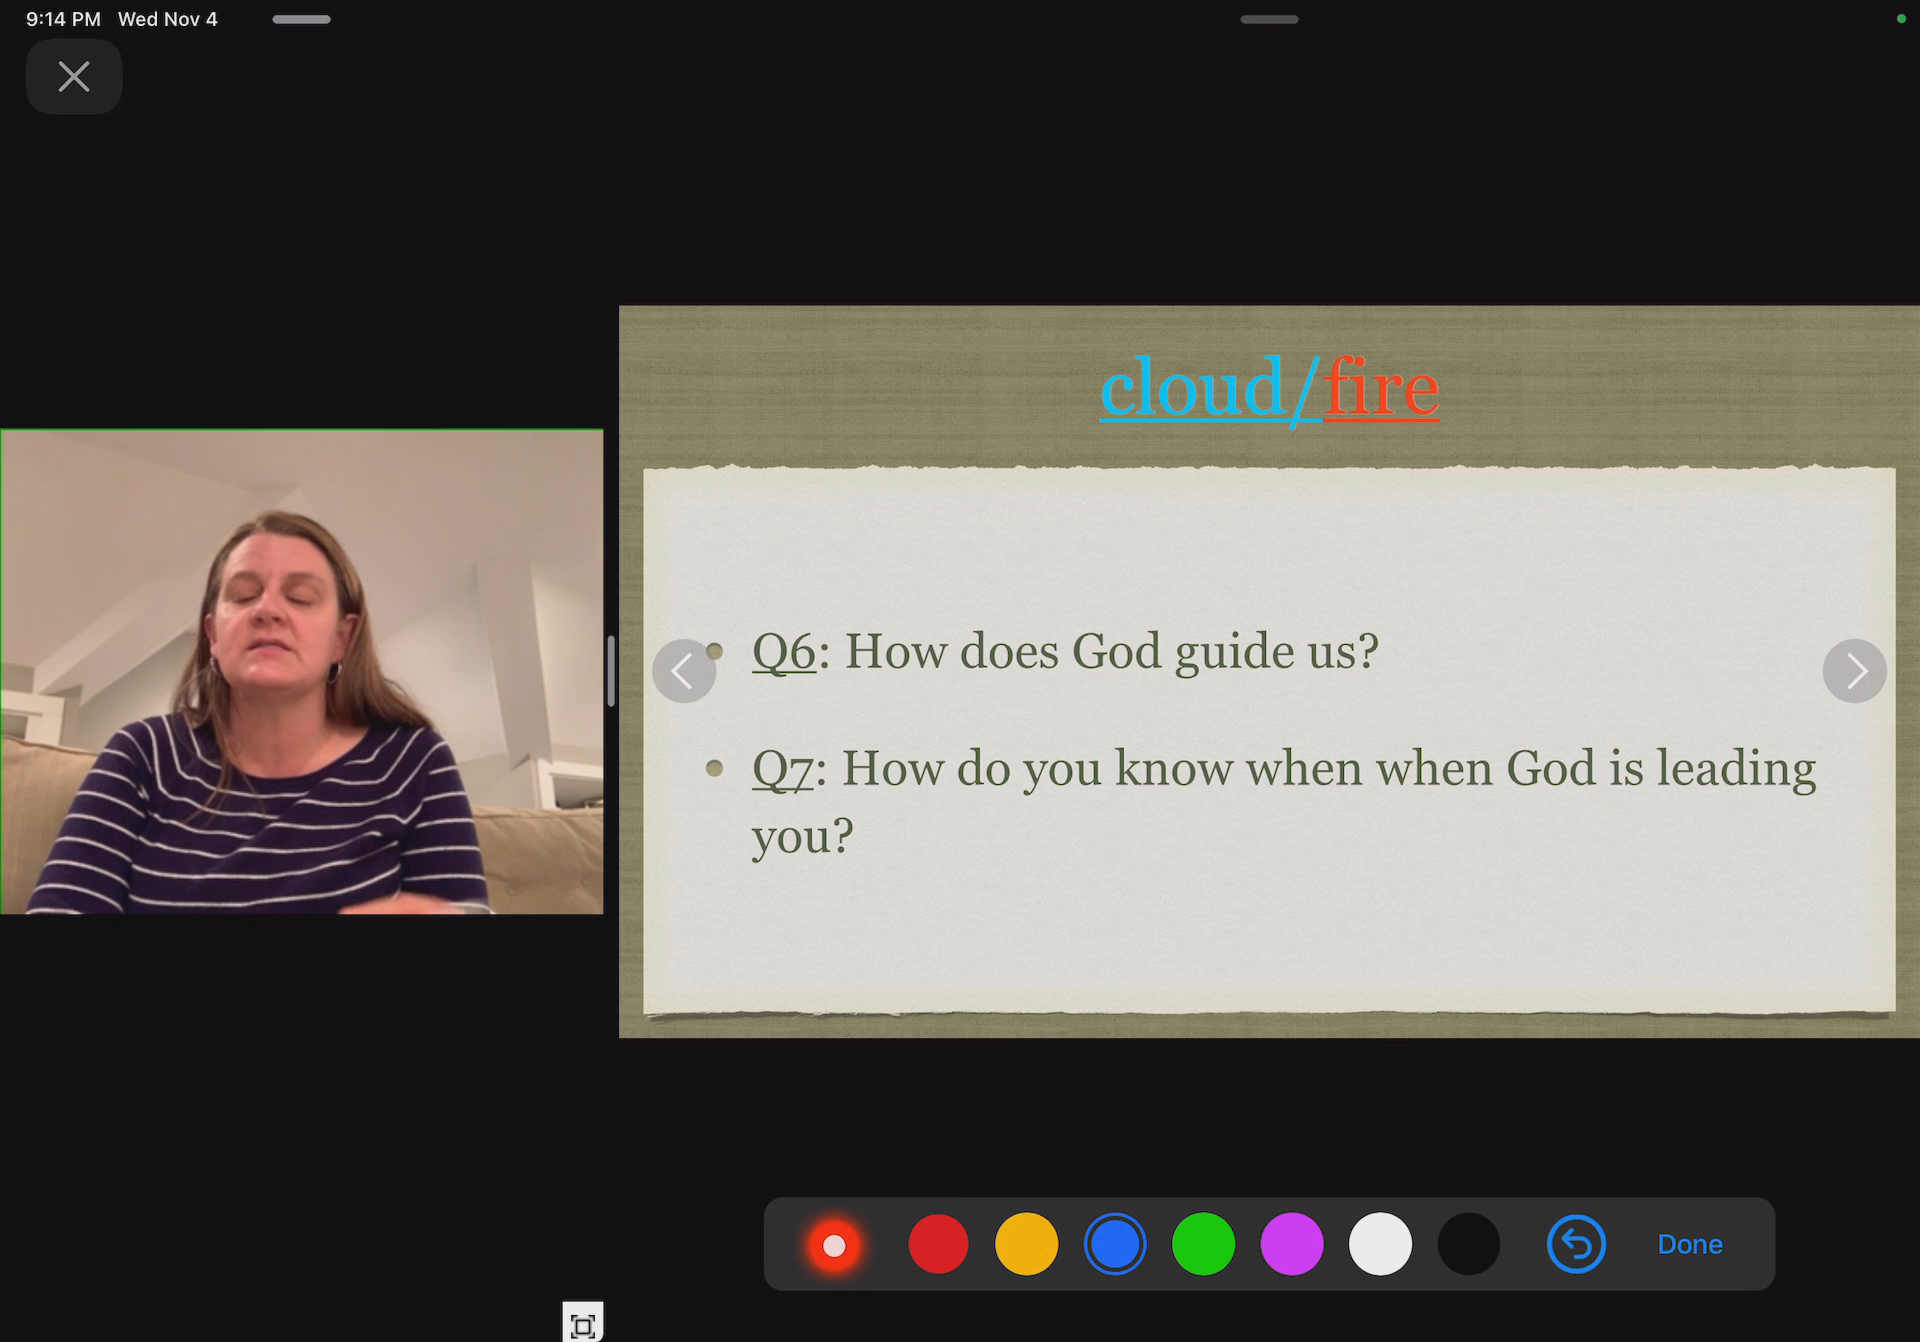 9:14 PM Wed Nov 4
cloud/fire
Q6: How does God guide us?
Q7: How do you know when when God is leading
you?
Done